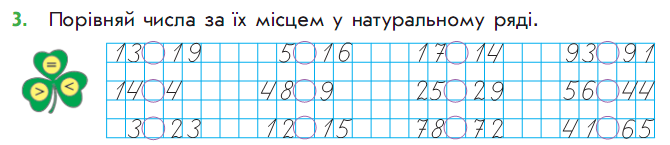 3. Порівняй числа за їх місцем у натуральному ряді.
= > <
13 ○ 19 5 ○ 16 17 ○ 14 93 ○ 91
14 ○ 4 48 ○ 9 25 ○ 29 56 ○ 44
3 ○ 23 12 ○ 15 78 ○ 72 41 ○ 65